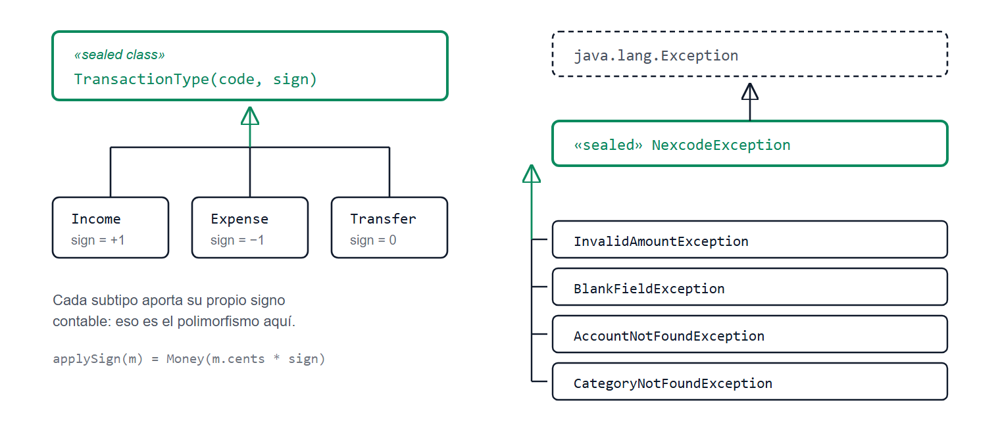 «sealed class»
TransactionType(code, sign)
Income
sign = +1
Expense
sign = −1
Transfer
sign = 0
Cada subtipo aporta su propio signo
contable: eso es el polimorfismo aquí.
applySign(m) = Money(m.cents * sign)
java.lang.Exception
«sealed» NexcodeException
InvalidAmountException
BlankFieldException
AccountNotFoundException
CategoryNotFoundException